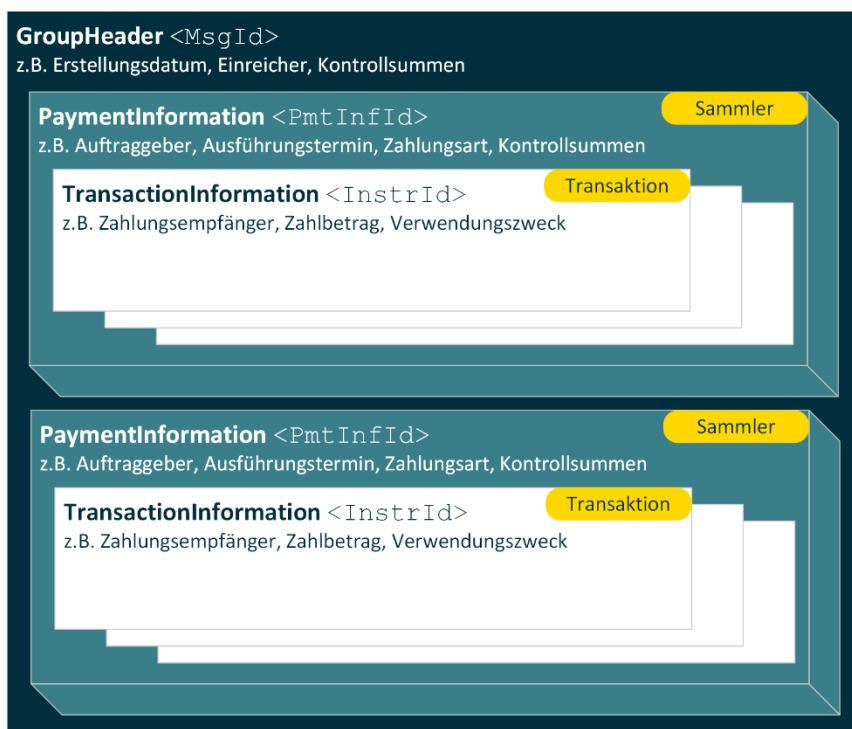 GroupHeader <MsgId>
z.B. Erstellungsdatum, Einreicher, Kontrollsummen
Sammler
PaymentInformation <PmtInfId>
z.B. Auftraggeber, Ausführungstermin, Zahlungsart, Kontrollsummen
TransactionInformation <InstrId>
Transaktion
z.B. Zahlungsempfänger, Zahlbetrag, Verwendungszweck
Sammler
PaymentInformation <PmtInfId>
z.B. Auftraggeber, Ausführungstermin, Zahlungsart, Kontrollsummen
TransactionInformation <InstrId>
Transaktion
z.B. Zahlungsempfänger, Zahlbetrag, Verwendungszweck